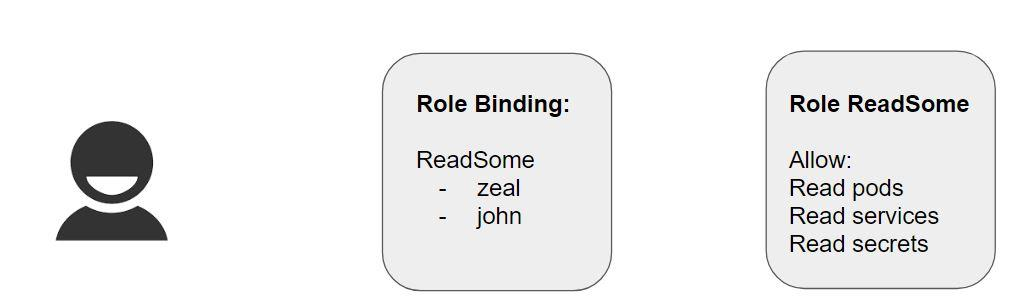 Role Binding:
ReadSome
- zeal
- john
Role ReadSome
Allow:
Read pods
Read services
Read secrets